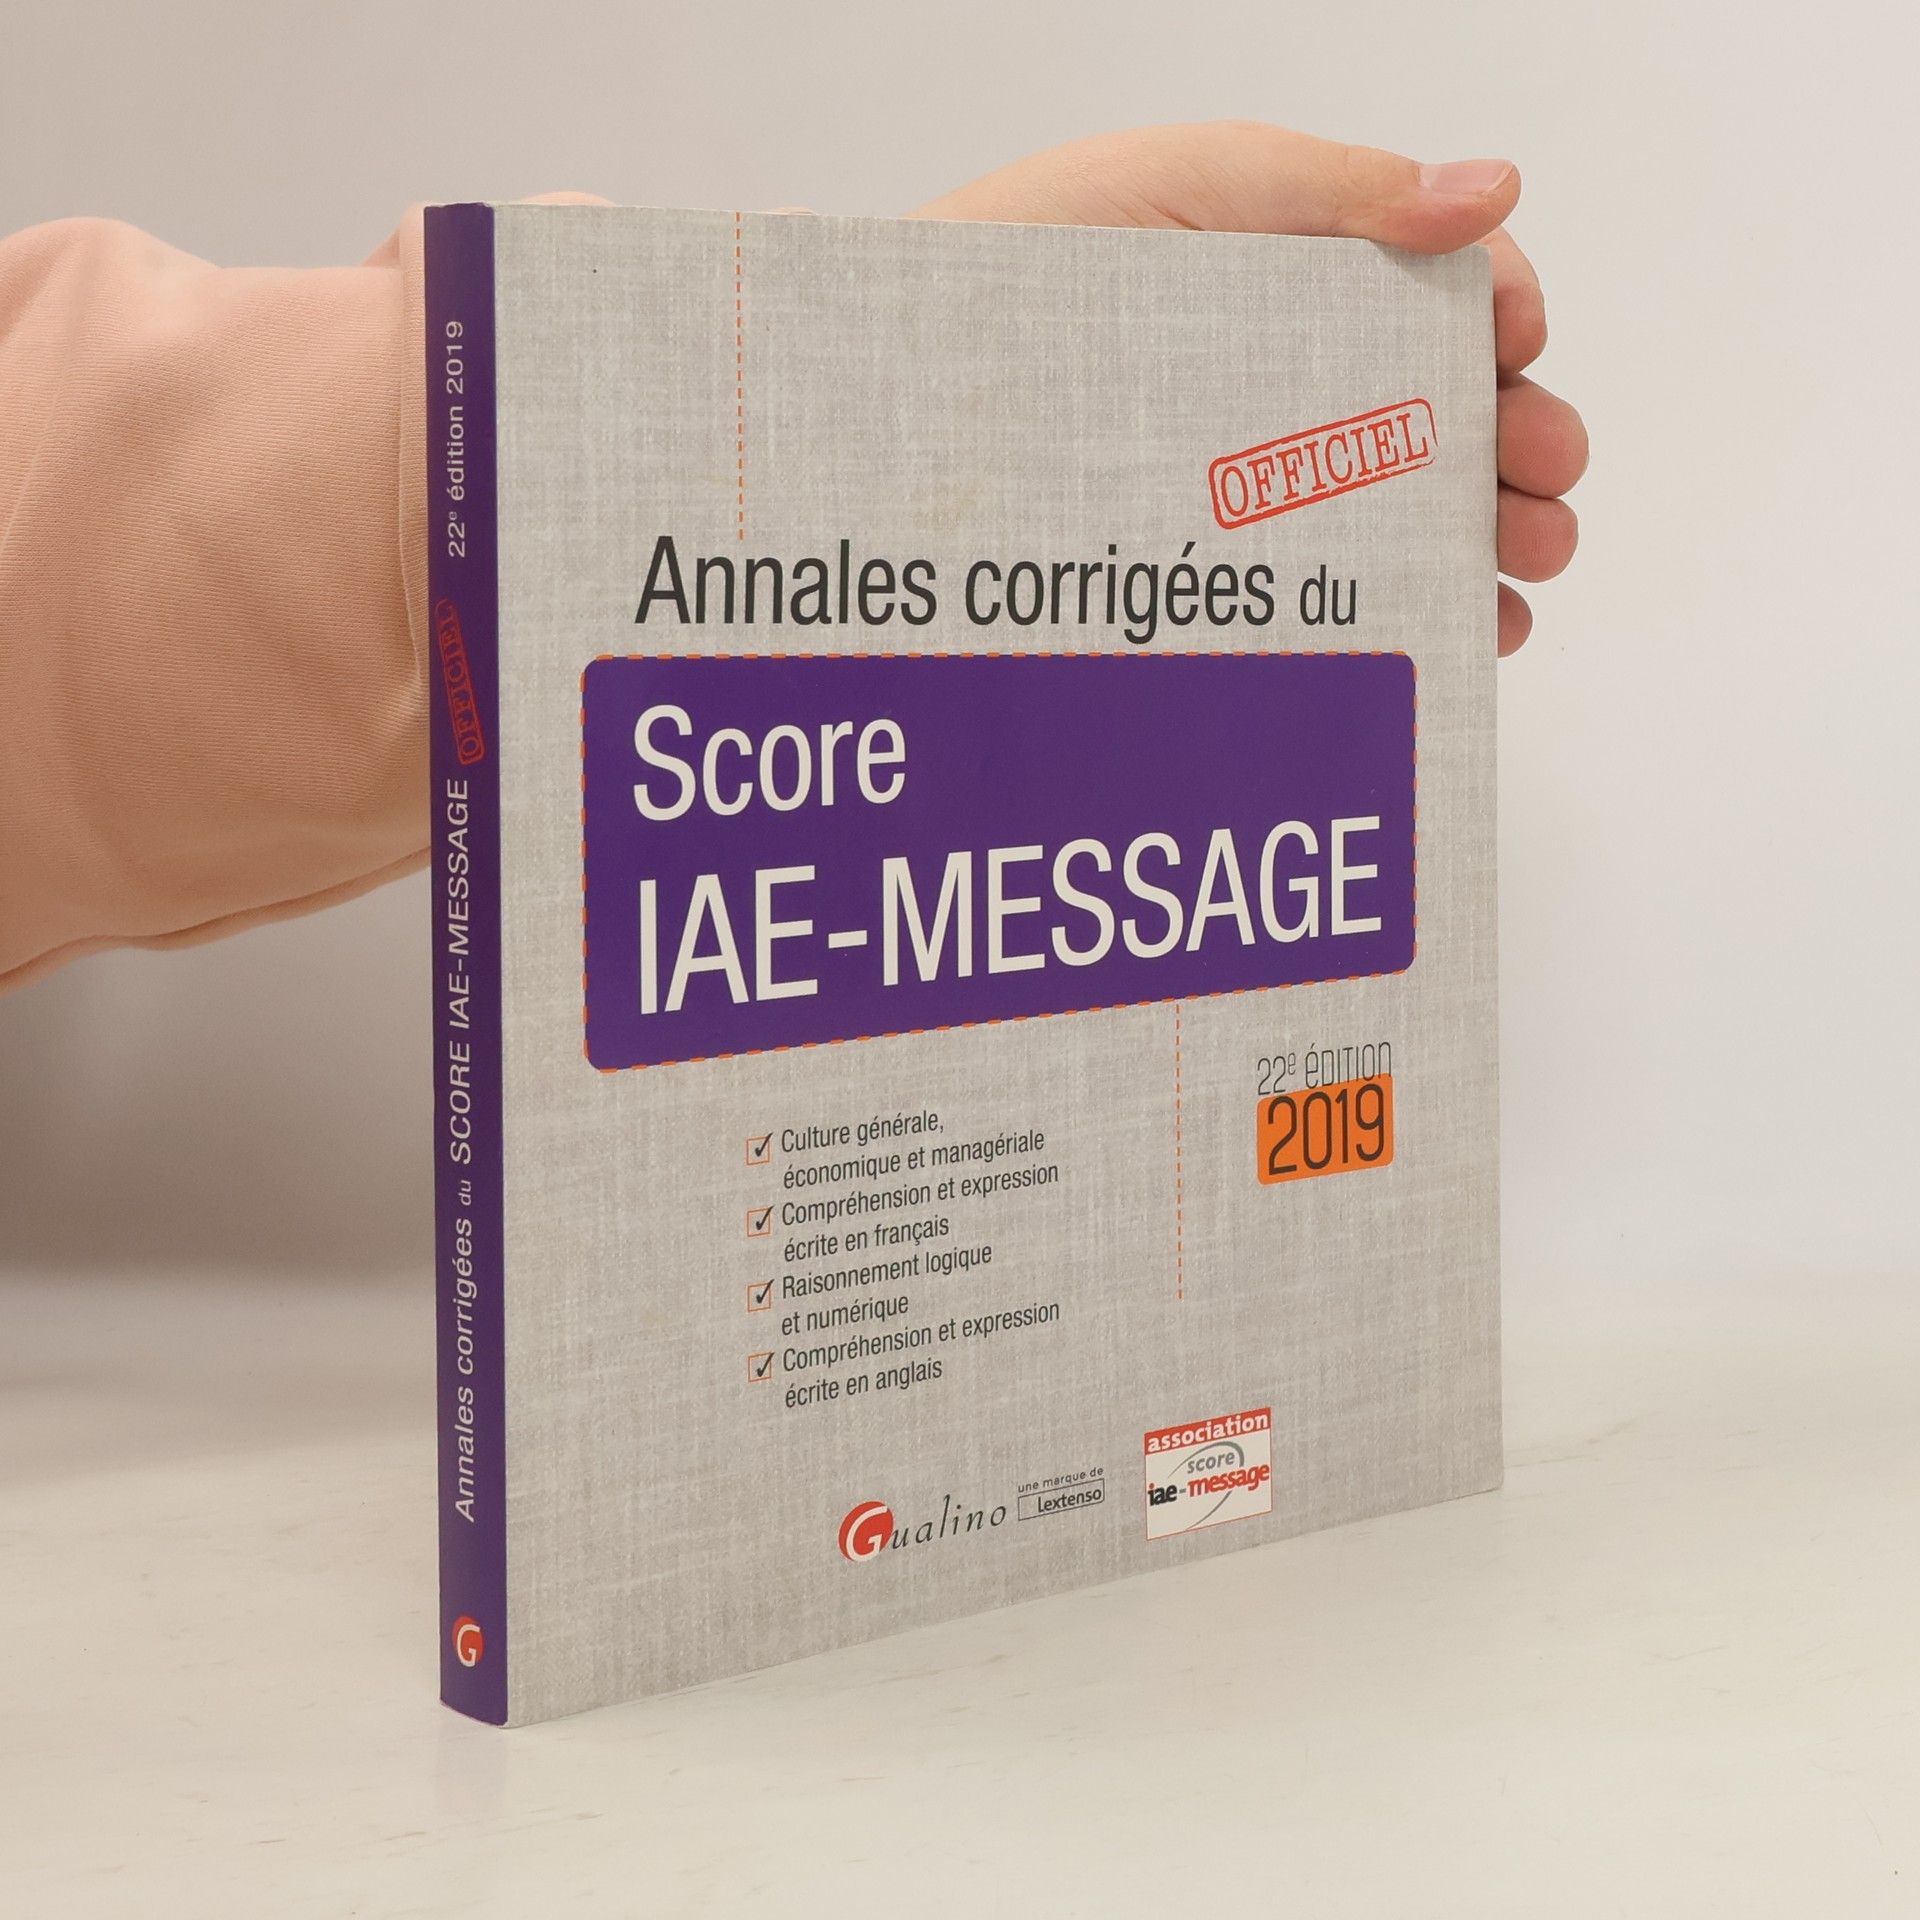 Annales corrigées du SCORE IAE-MESSAGE OFFICIEL 22e édition 2019
G
OFFICIEL
Annales corrigées du
Score
IAE-MESSAGE
22e édition
2019
Culture générale,
économique et managériale
Compréhension et expression
écrite en français
Raisonnement logique
et numérique
Compréhension et expression
écrite en anglais
Gualino
une marque de
Lextenso
association
score
iae-message